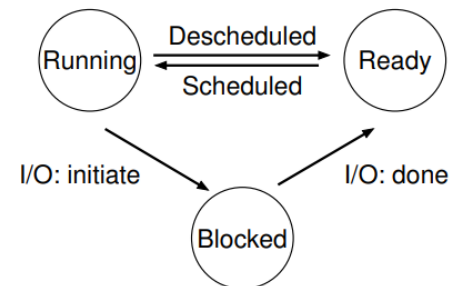 Descheduled
Running
Ready
Scheduled
I/O: initiate
I/O: done
Blocked